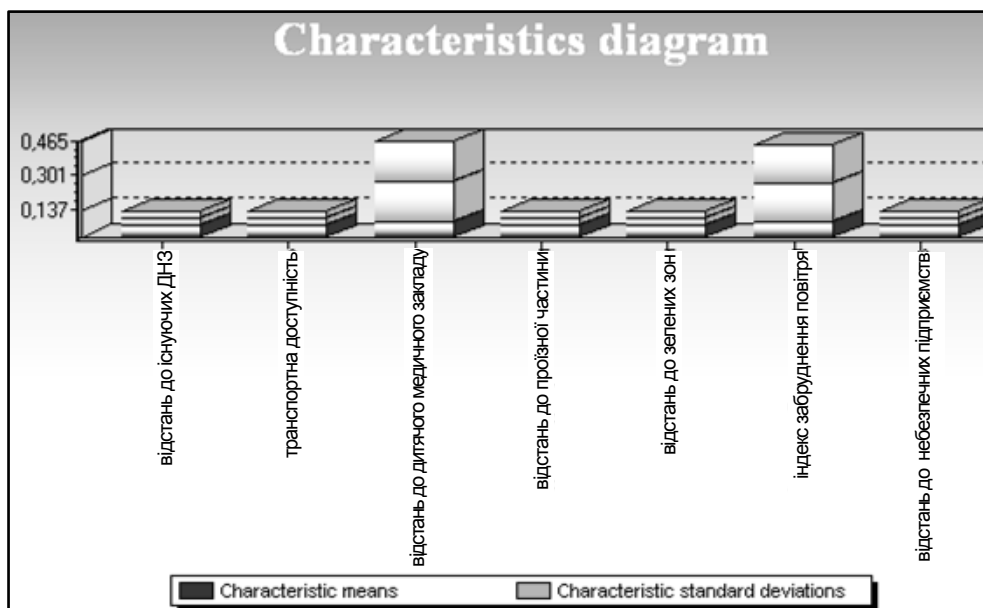 Characteristics diagram
0,465
0,301
0,137
відстань до існуючих ДНЗ
транспортна доступність
відстань до дитячого медичного закладу
відстань до проїзної частини
відстань до зелених зон
індекс забруднення повітря
відстань до небезпечних підприємств
Characteristic means
Characteristic standard deviations